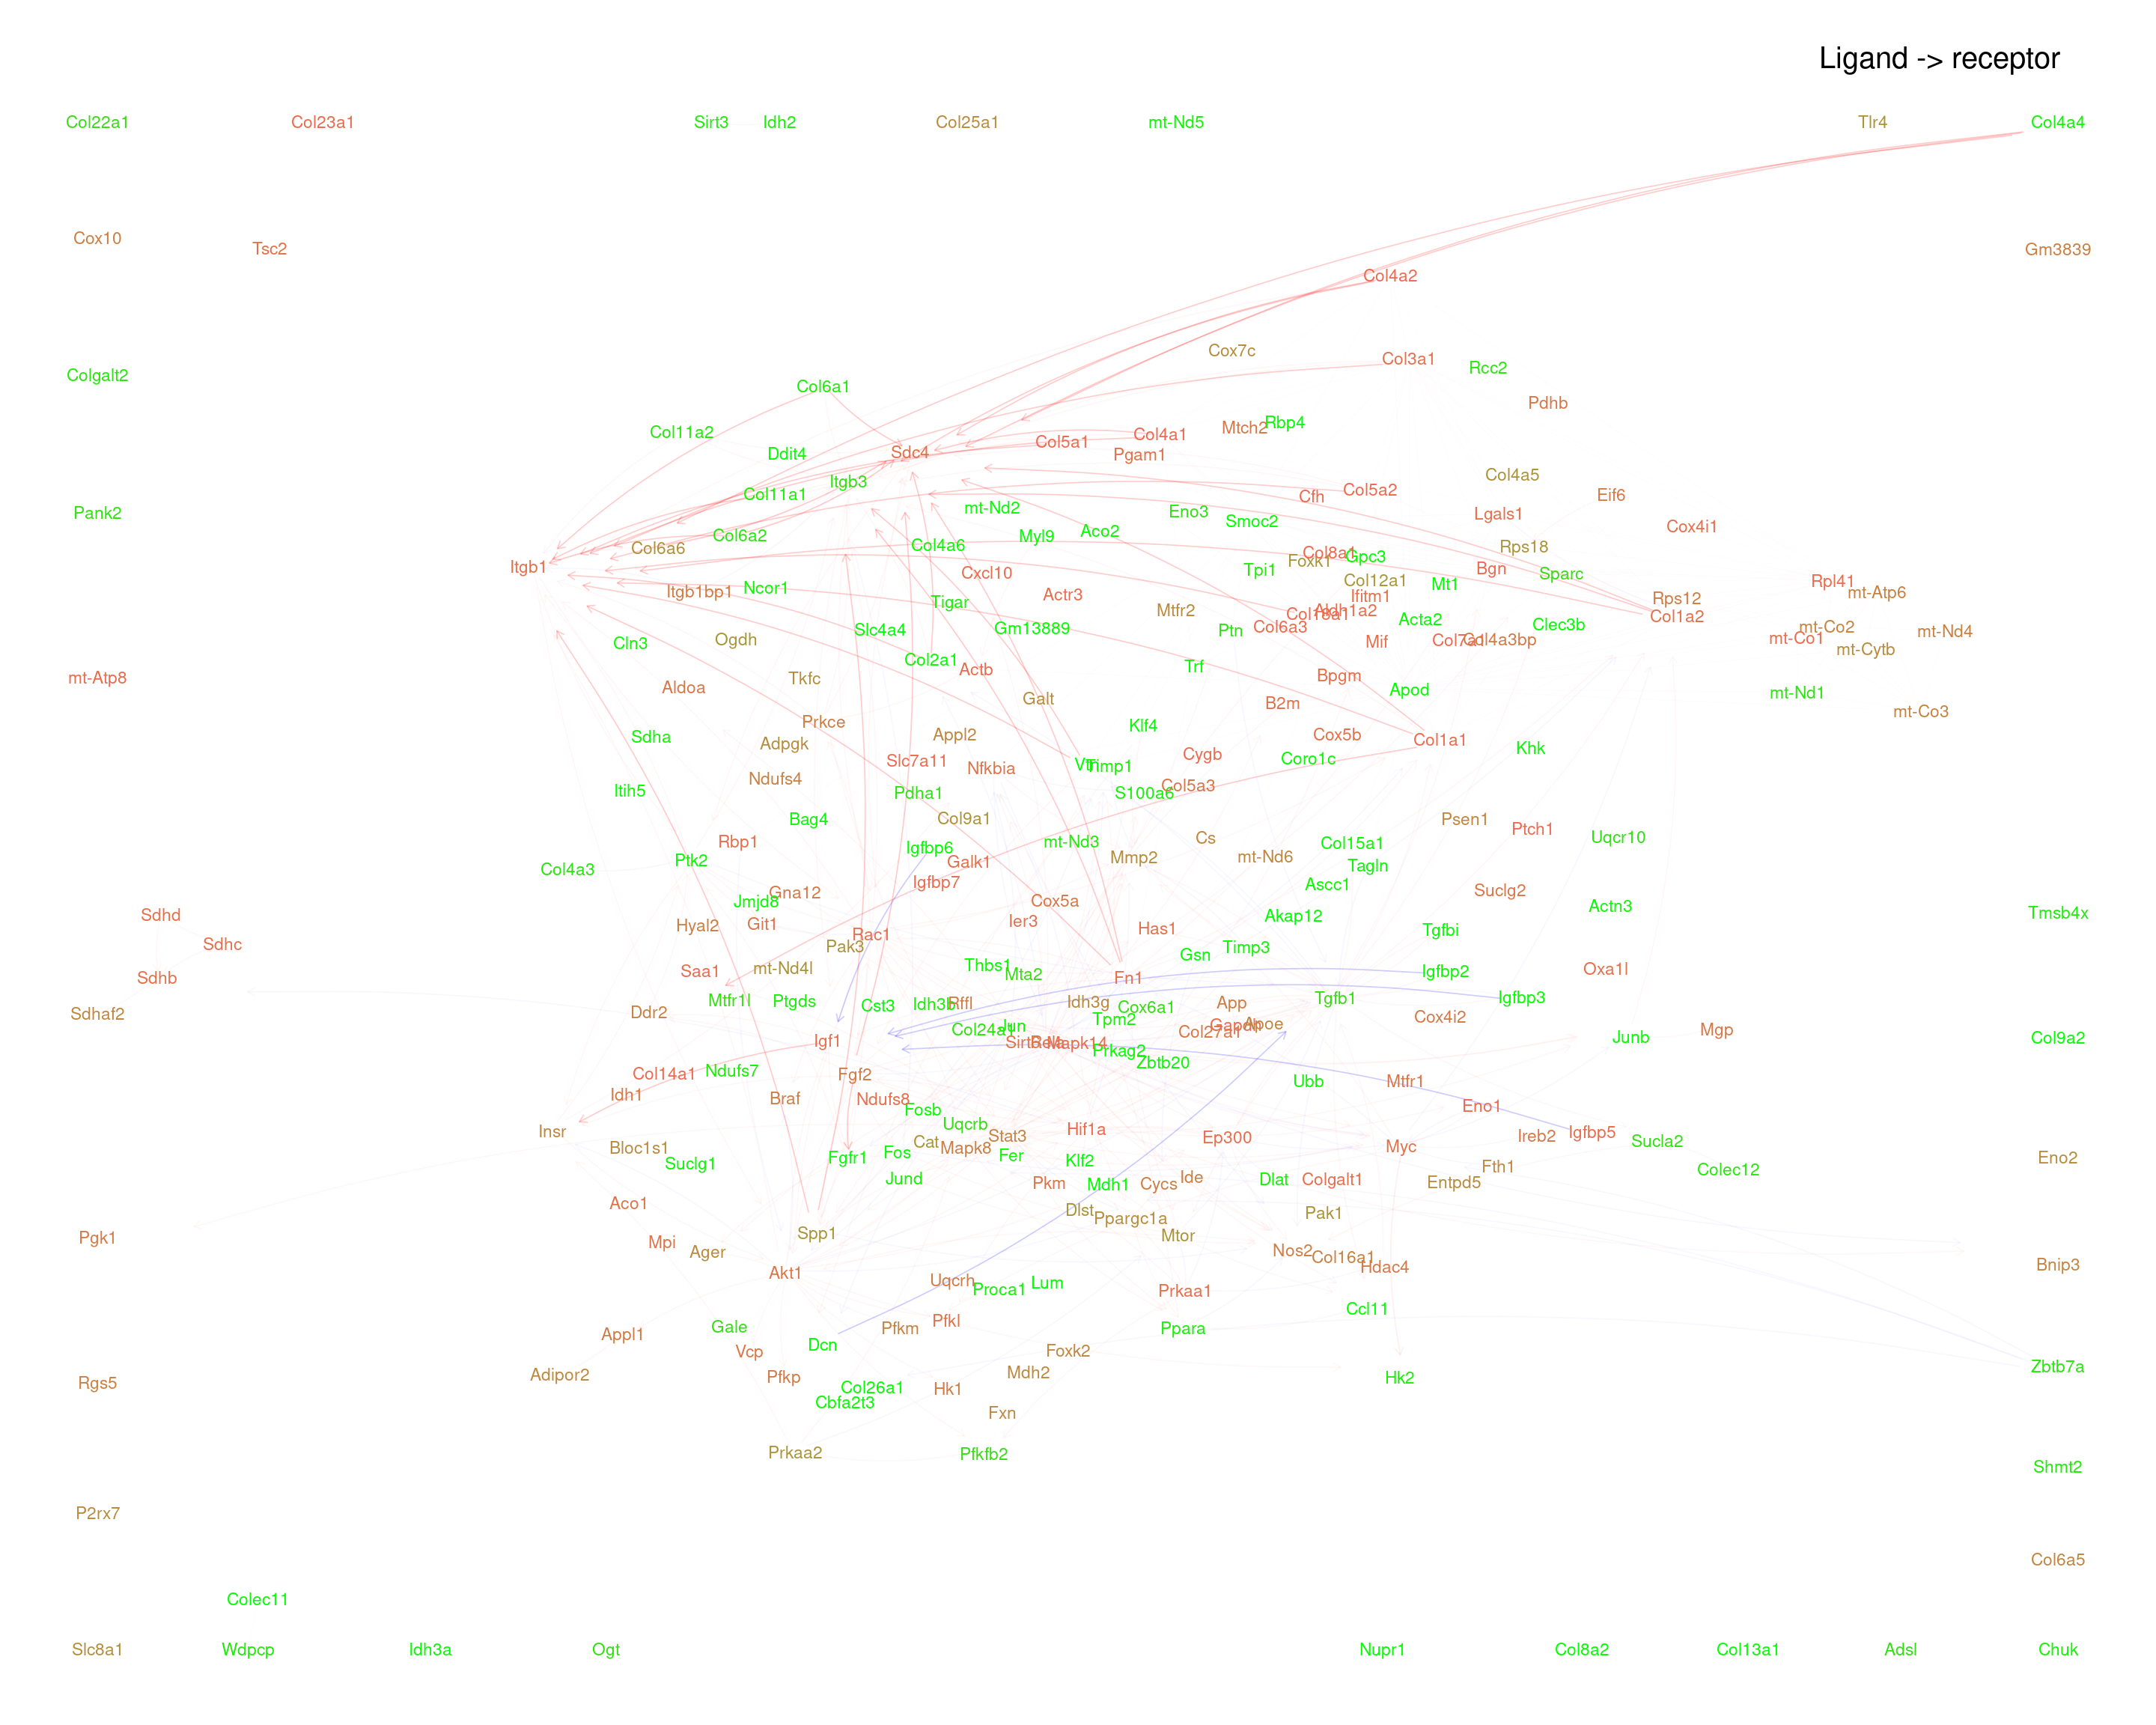 Ligand -> receptor
Col22a1 Col23a1 Sirt3 Idh2 Col25a1 mt-Nd5 Tlr4 Col4a4
Cox10 Tsc2 Gm3839
Col4a2
Cox7c Col3a1 Rcc2
Colgalt2 Col6a1 Pdhb
Col11a2 Ddit4 Sdc4 Col5a1 Col4a1 Pgam1 Mtch2 Rbp4
Col11a1 Itgb3 Cfh Col5a2 Col4a5 Eif6
Pank2 Col6a2 mt-Nd2 Myl9 Aco2 Eno3 Smoc2 Lgals1 Cox4i1
Itgb1 Col6a6 Col4a6 Col8a1 Foxk1 Gpc3 Rps18
Itgb1bp1 Ncor1 Cxcl10 Tpi1 Col12a1 Mt1 Bgn Sparc Rpl41
Tigar Actr3 Mtfr2 Ifitm1 Aldh1a2 Rps12 mt-Atp6
Cln3 Ogdh Slc4a4 Gm13889 Ptn Col6a3 Col18a1 Acta2 Clec3b Col1a2
Mif Col7a1 Col4a3bp mt-Co1 mt-Co2 mt-Cytb mt-Nd4
mt-Atp8 Aldoa Tkfc Col2a1 Actb Trf Bpgm
Galt B2m Apod mt-Nd1 mt-Co3
Sdha Prkce Adpgk Appl2 Klf4 Cox5b Col1a1 Khk
Ndufs4 Slc7a11 Nfkbia Vtn Timp1 Cygb Coro1c
Itih5 Bag4 Pdha1 Col9a1 S100a6 Col5a3 Psen1
Rbp1 Igfbp6 mt-Nd3 Cs Col15a1 Ptch1 Uqcr10
Col4a3 Ptk2 Galk1 Mmp2 mt-Nd6 Tagln
Jmjd8 Gna12 Igfbp7 Cox5a Ascc1 Suclg2
Sdhd Hyal2 Git1 Rac1 Ier3 Has1 Akap12 Actn3 Tmsb4x
Sdhc Pak3 Gsn Timp3 Tgfbi
Sdhb Saa1 mt-Nd4l Thbs1 Mta2 Fn1 Igfbp2 Oxa1l
Sdhaf2 Ddr2 Mtfr1l Ptgds Cst3 Idh3b Rffl Idh3g Cox6a1 App Tgfb1 Igfbp3
Igf1 Col24a1 Jun Tpm2 Col27a1 Gapdh Apoe Cox4i2 Junb Mgp Col9a2
Sirt6 Rela Mapk14 Prkag2
Col14a1 Ndufs7 Fgf2 Zbtb20
Idh1 Braf Ndufs8 Ubb Mtfr1
Insr Fosb Uqcrb Hif1a Ep300 Eno1
Bloc1s1 Cat Mapk8 Stat3 Myc Ireb2 Igfbp5 Sucla2
Suclg1 Fgfr1 Fos Fer Klf2 Fth1 Colec12 Eno2
Aco1 Jund Pkm Mdh1 Cycs Ide Dlat Colgalt1 Entpd5
Pgk1 Mpi Ager Spp1 Dlst Ppargc1a Mtor Pak1
Akt1 Uqcrh Proca1 Lum Prkaa1 Nos2 Col16a1 Hdac4 Bnip3
Appl1 Gale Dcn Pfkm Pfkl Ppara Ccl11
Rgs5 Adipor2 Vcp Pfkp Col26a1 Hk1 Mdh2 Foxk2 Hk2 Zbtb7a
Cbfa2t3 Fxn
Prkaa2 Pfkfb2 Shmt2
P2rx7
Col6a5
Colec11
Slc8a1 Wdpcp Idh3a Ogt Nupr1 Col8a2 Col13a1 Adsl Chuk